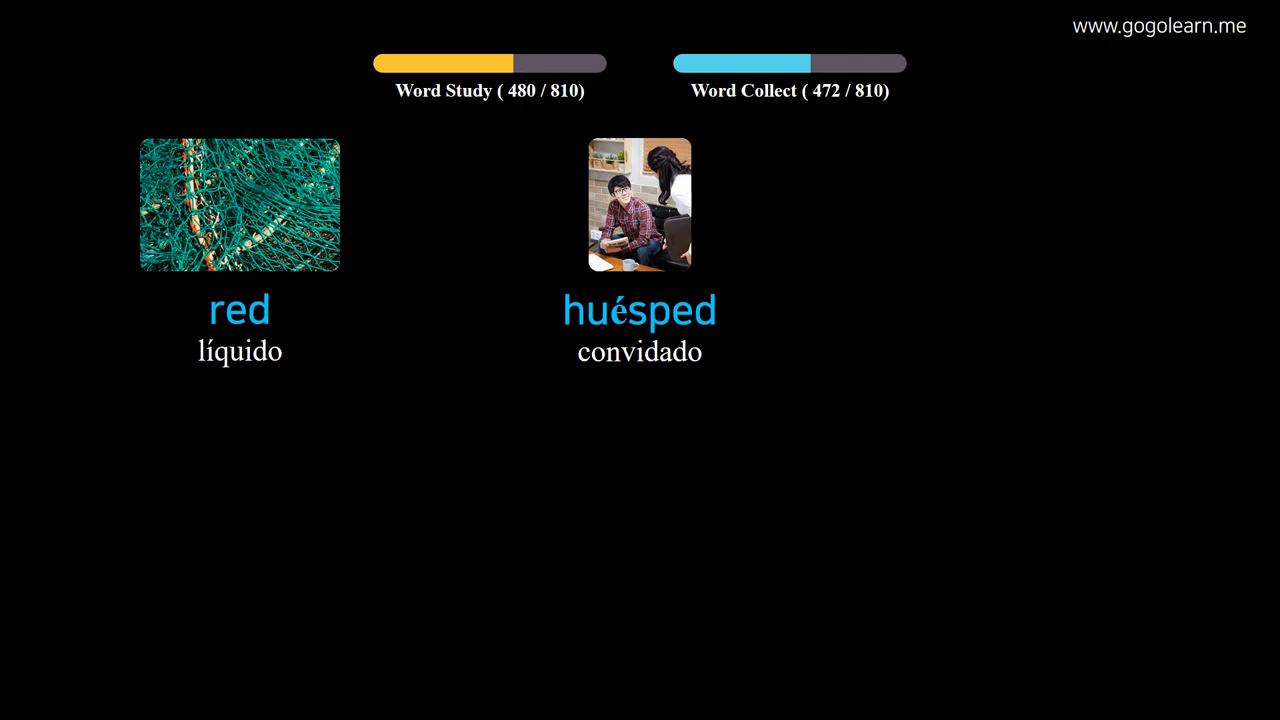 www.gogolearn.me
Word Study ( 480 / 810)
Word Collect ( 472 / 810)
red
líquido
huésped
convidado